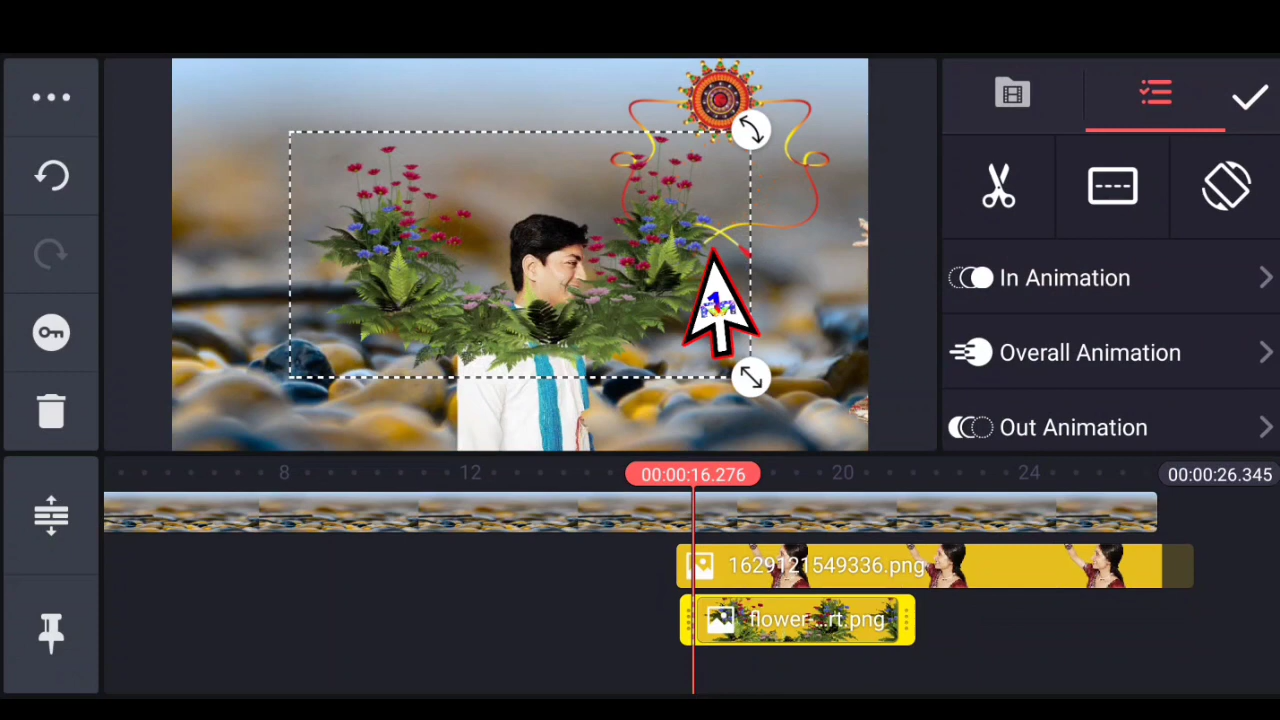 In Animation
Overall Animation
Out Animation
8
12
00:00:16.276
20
24
00:00:26.345
1629121549336.png
flower-...rt.png